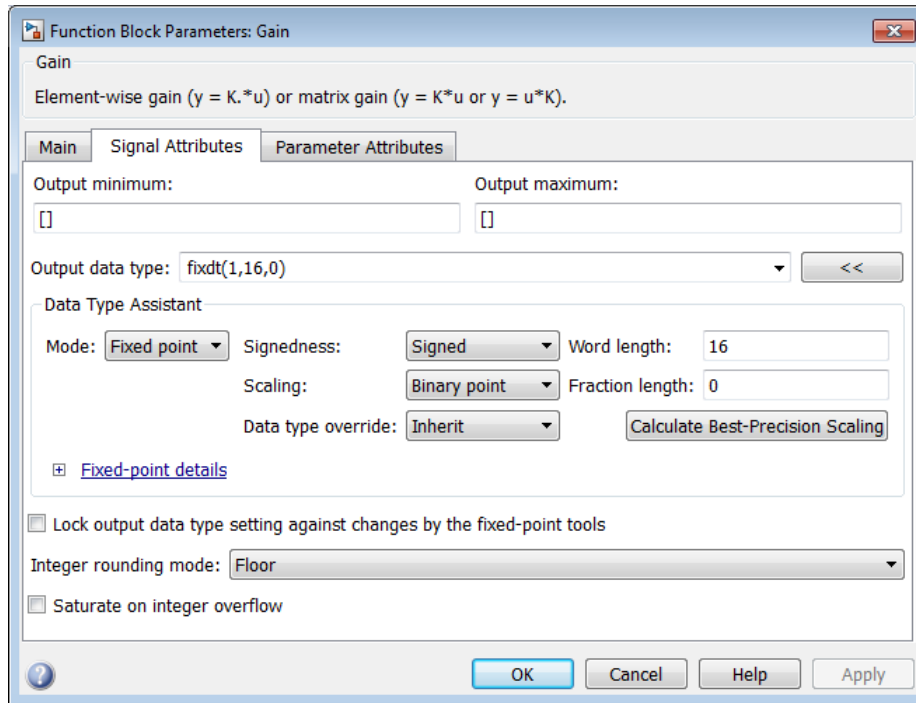 Function Block Parameters: Gain
Gain
Element-wise gain (y = K.*u) or matrix gain (y = K*u or y = u*K).
Main Signal Attributes Parameter Attributes
Output minimum: Output maximum:
[] []
Output data type: fixdt(1,16,0) <<
Data Type Assistant
Mode: Fixed point Signedness: Signed Word length: 16
Scaling: Binary point Fraction length: 0
Data type override: Inherit Calculate Best-Precision Scaling
Fixed-point details
Lock output data type setting against changes by the fixed-point tools
Integer rounding mode: Floor
Saturate on integer overflow
OK Cancel Help Apply